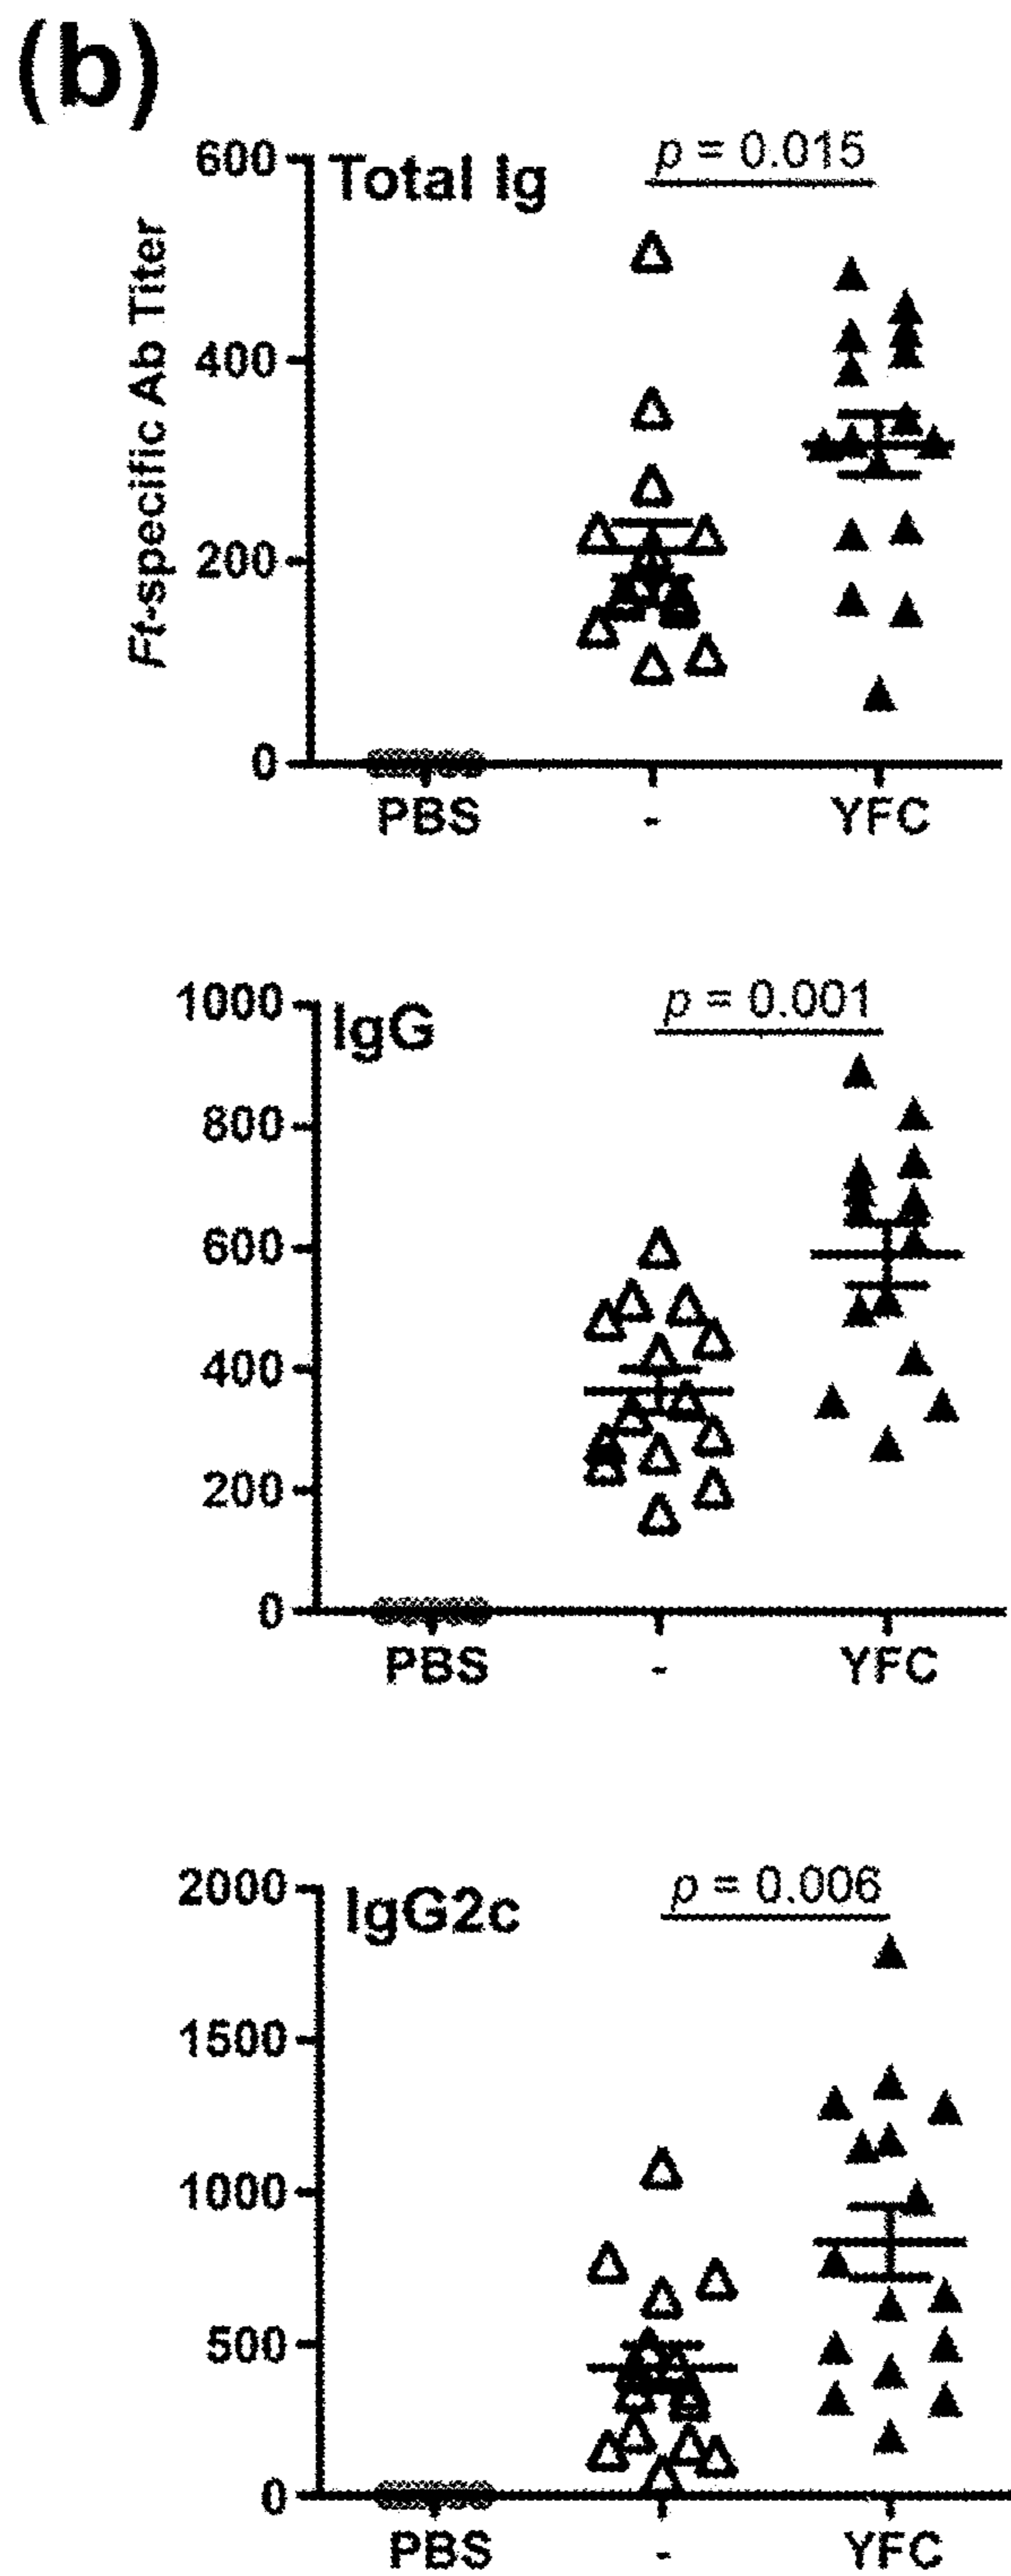 (b)
Total Ig
p = 0.015
Ft-specific Ab Titer
600
400
200
0
PBS - YFC
IgG
p = 0.001
1000
800
600
400
200
0
PBS - YFC
IgG2c
p = 0.006
2000
1500
1000
500
0
PBS - YFC